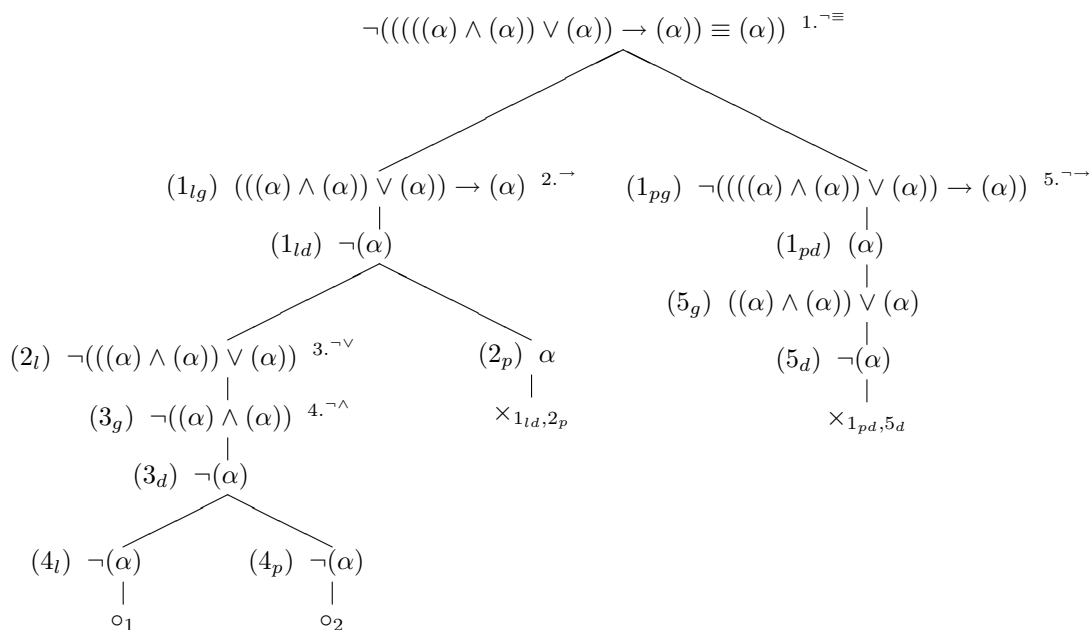 ¬(((((α) ∧ (α)) ∨ (α)) → (α)) ≡ (α)) 1.¬≡
(1lg) (((α) ∧ (α)) ∨ (α)) → (α) 2.→
(1pg) ¬((((α) ∧ (α)) ∨ (α)) → (α)) 5.¬→
(1ld) ¬(α)
(1pd) (α)
(5g) ((α) ∧ (α)) ∨ (α)
(2l) ¬(((α) ∧ (α)) ∨ (α)) 3.¬∨
(2p) α
(5d) ¬(α)
(3g) ¬((α) ∧ (α)) 4.¬∧
×1ld,2p
×1pd,5d
(3d) ¬(α)
(4l) ¬(α)
(4p) ¬(α)
∘1
∘2